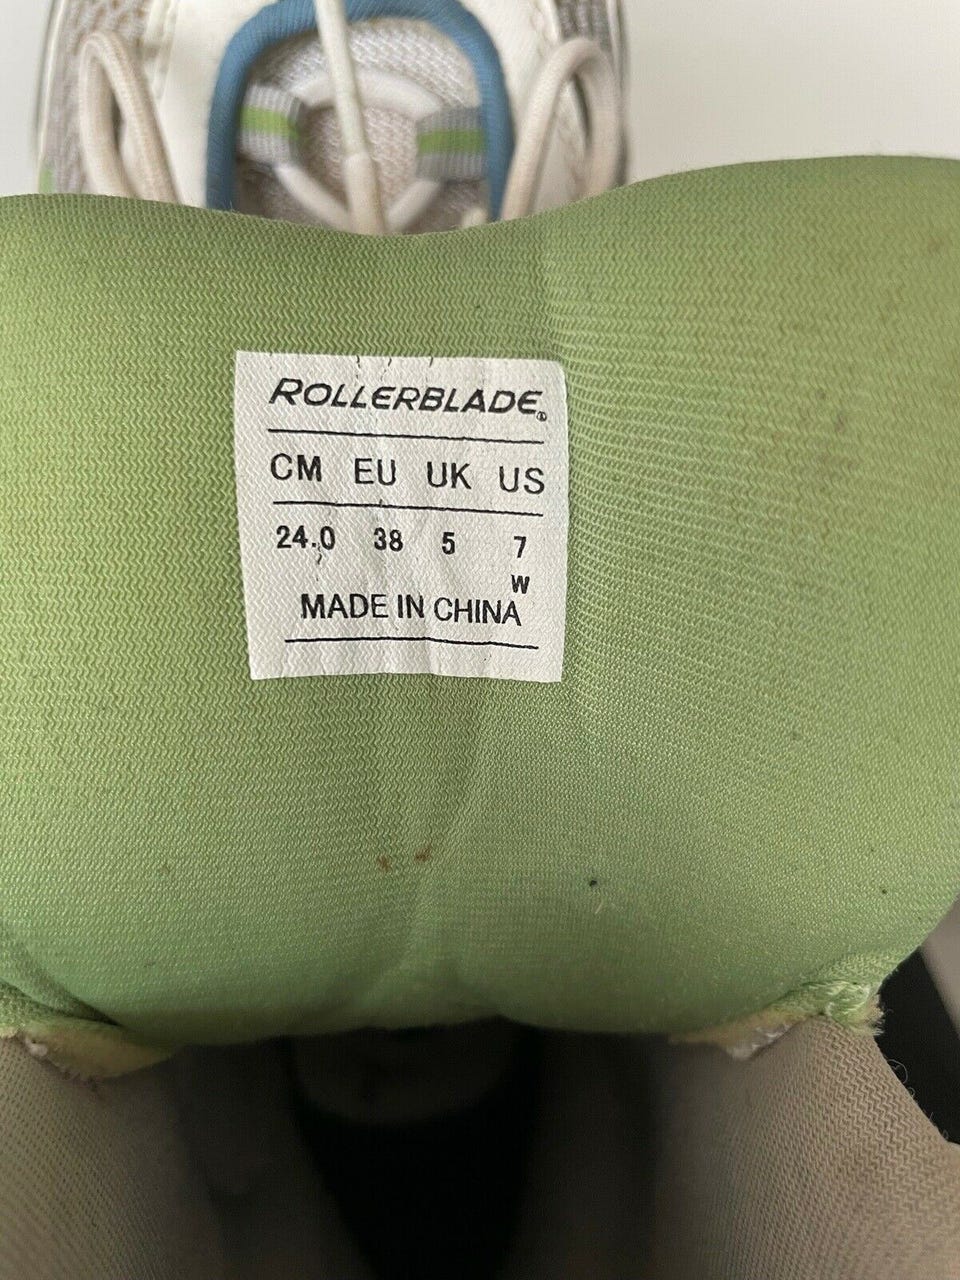 ROLLERBLADE®
CM EU UK US
24.0 38 5 7
W
MADE IN CHINA